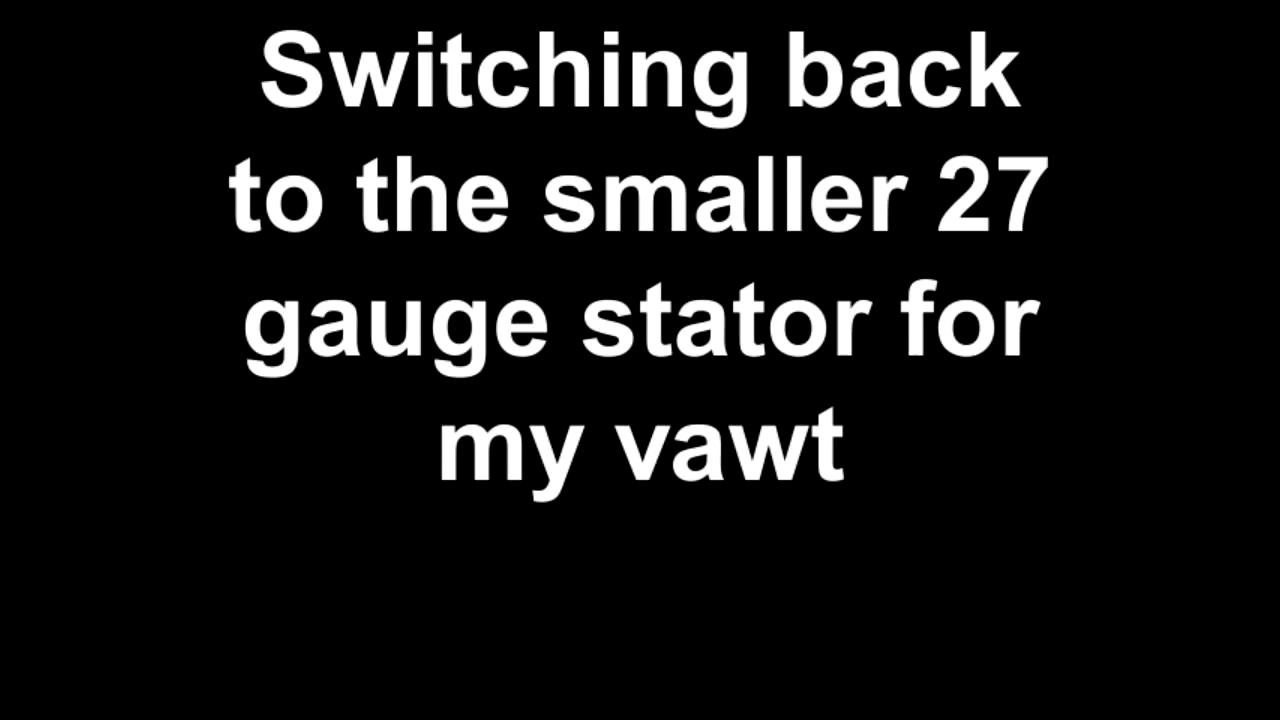 Switching back
to the smaller 27
gauge stator for
my vawt